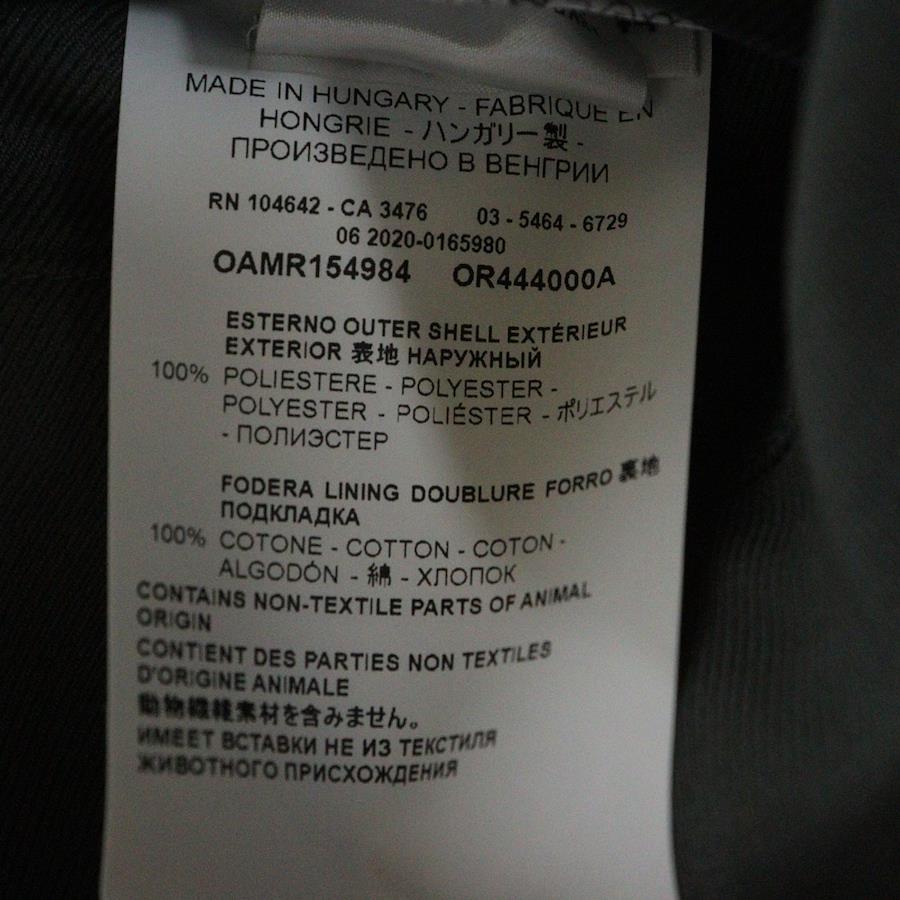 MADE IN HUNGARY - FABRIQUÉ EN
HONGRIE - ハンガリー製 -
ПРОИЗВЕДЕНО В ВЕНГРИИ
RN 104642 - CA 3476 03 - 5464 - 6729
06 2020-0165980
OAMR154984 OR444000A
ESTERNO OUTER SHELL EXTÉRIEUR
EXTERIOR 表地 НАРУЖНЫЙ
100% POLIESTERE - POLYESTER -
POLYESTER - POLIÉSTER - ポリエステル
- ПОЛИЭСТЕР
FODERA LINING DOUBLURE FORRO 裏地
ПОДКЛАДКА
100% COTONE - COTTON - COTON -
ALGODÓN - 綿 - ХЛОПОК
CONTAINS NON-TEXTILE PARTS OF ANIMAL
ORIGIN
CONTIENT DES PARTIES NON TEXTILES
D'ORIGINE ANIMALE
動物繊維素材を含みません。
ИМЕЕТ ВСТАВКИ НЕ ИЗ ТЕКСТИЛЯ
ЖИВОТНОГО ПРИСХОЖДЕНИЯ